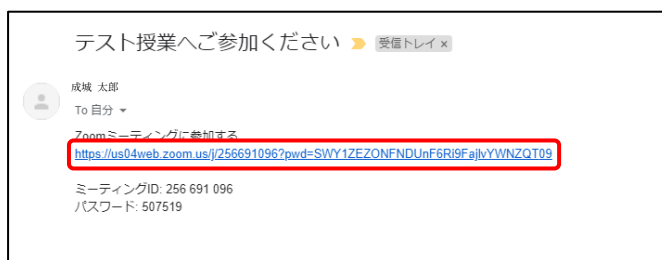 テスト授業へご参加ください 受信トレイ x
成城 太郎
To 自分
Zoomミーティングに参加する
https://us04web.zoom.us/j/256691096?pwd=SWY1ZEZONFNDUnF6Ri9FajlvYWNZQT09
ミーティングID: 256 691 096
パスワード: 507519